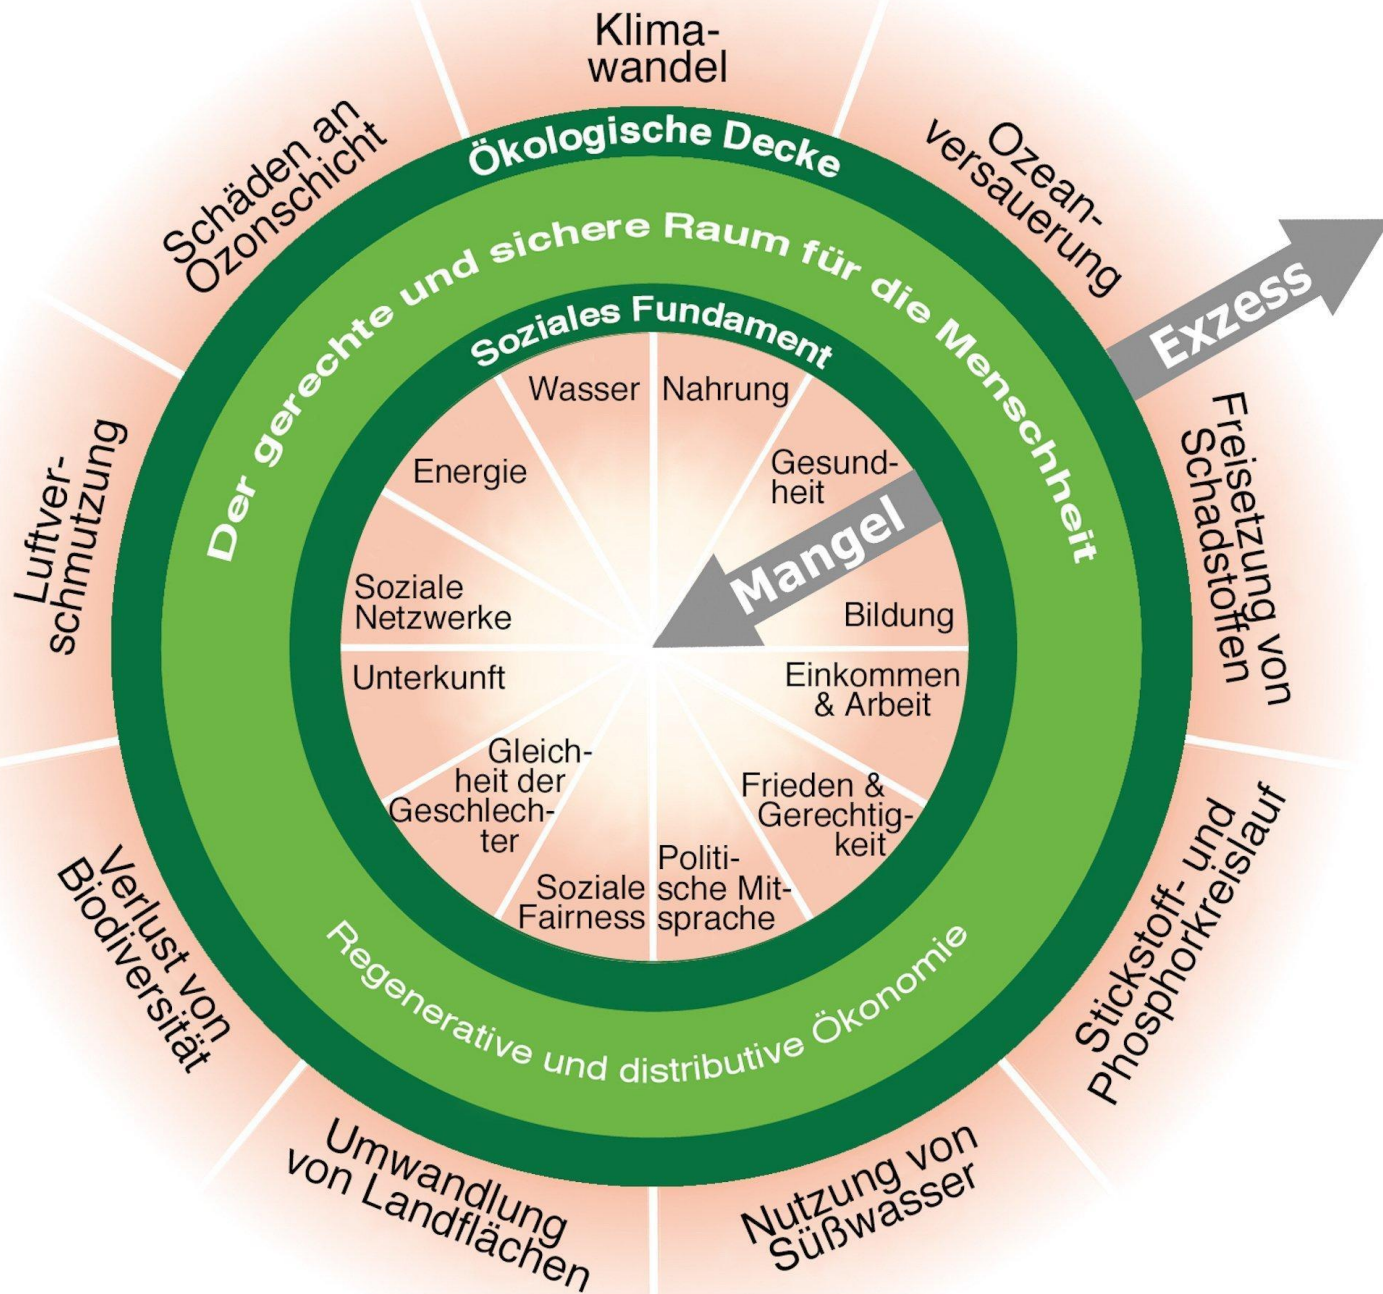 Klima-
wandel
Ozean-
versauerung
Exzess
Freisetzung von
Schadstoffen
Stickstoff- und
Phosphorkreislauf
Nutzung von
Süßwasser
Umwandlung
von Landflächen
Verlust von
Biodiversität
Luftver-
schmutzung
Schäden an
Ozonschicht
Ökologische Decke
Der gerechte und sichere Raum für die Menschheit
Soziales Fundament
Wasser
Nahrung
Gesund-
heit
Mangel
Bildung
Einkommen
& Arbeit
Frieden &
Gerechtig-
keit
Politi-
sche Mit-
sprache
Soziale
Fairness
Gleich-
heit der
Geschlech-
ter
Unterkunft
Soziale
Netzwerke
Energie
Regenerative und distributive Ökonomie